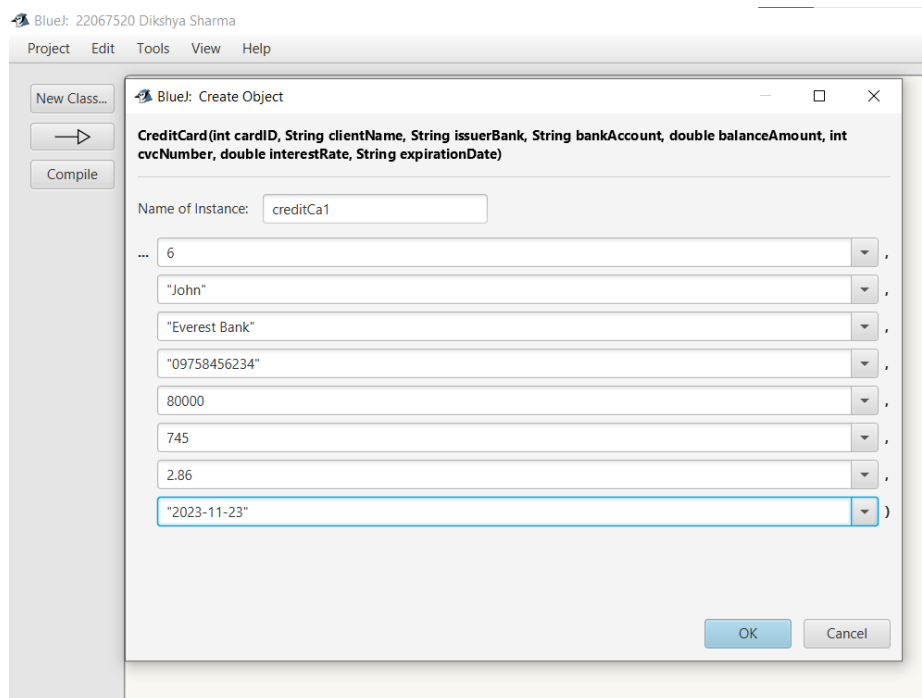 BlueJ: 22067520 Dikshya Sharma
Project Edit Tools View Help
New Class...
Compile
BlueJ: Create Object
CreditCard(int cardID, String clientName, String issuerBank, String bankAccount, double balanceAmount, int
cvcNumber, double interestRate, String expirationDate)
Name of Instance: creditCa1
... 6 ,
"John" ,
"Everest Bank" ,
"09758456234" ,
80000 ,
745 ,
2.86 ,
"2023-11-23" )
OK Cancel